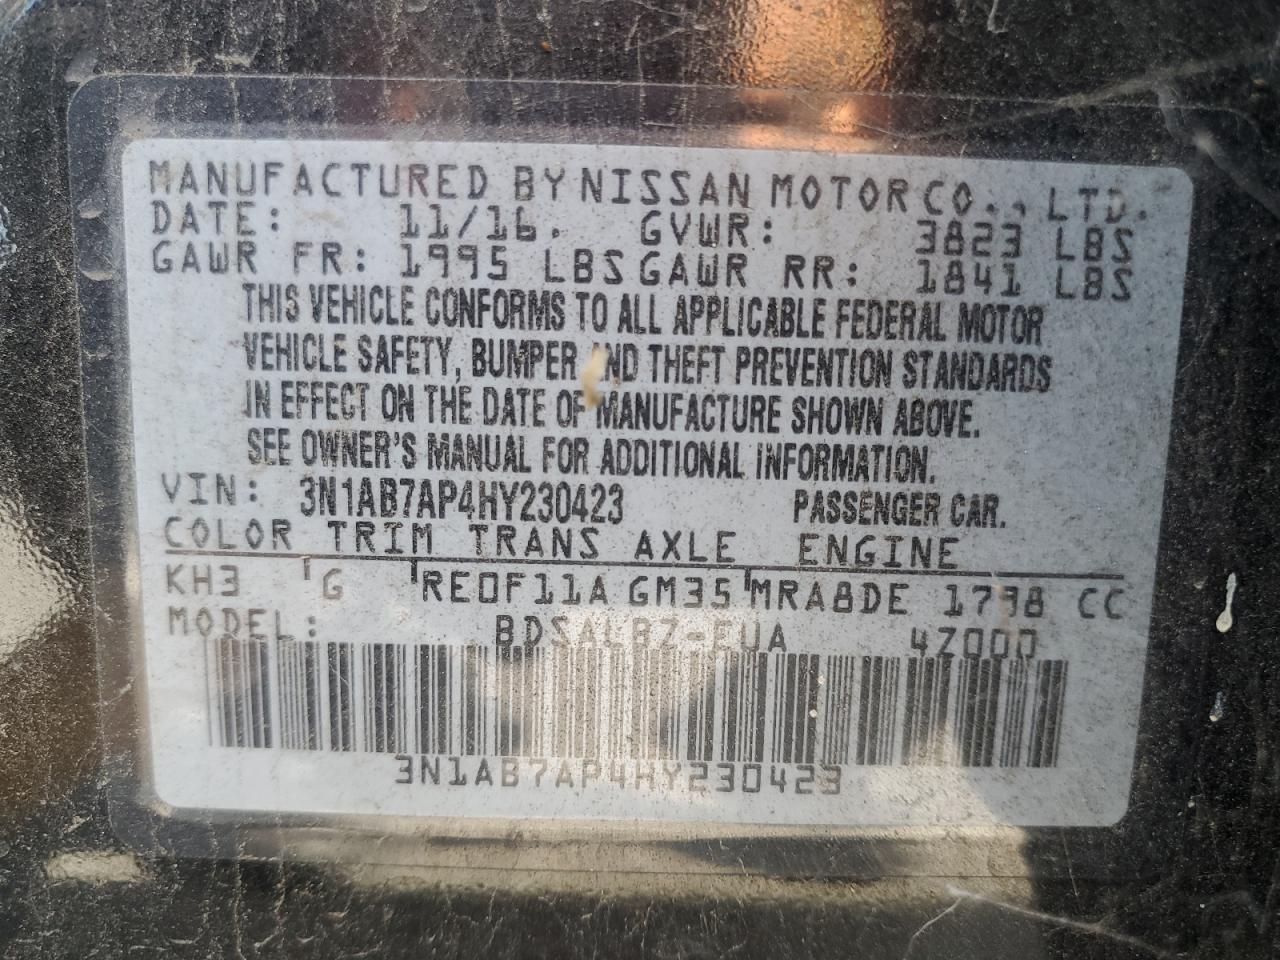 MANUFACTURED BY NISSAN MOTOR CO., LTD.
DATE: 11/16. GVWR: 3823 LBS
GAWR FR: 1995 LBS GAWR RR: 1841 LBS
THIS VEHICLE CONFORMS TO ALL APPLICABLE FEDERAL MOTOR
VEHICLE SAFETY, BUMPER AND THEFT PREVENTION STANDARDS
IN EFFECT ON THE DATE OF MANUFACTURE SHOWN ABOVE.
SEE OWNER'S MANUAL FOR ADDITIONAL INFORMATION.
VIN: 3N1AB7AP4HY230423 PASSENGER CAR.
COLOR TRIM TRANS AXLE ENGINE
KH3 G RE0F11A GM35 MRA8DE 1798 CC
MODEL: BDSALBZ-EUA 4Z000
3N1AB7AP4HY230423